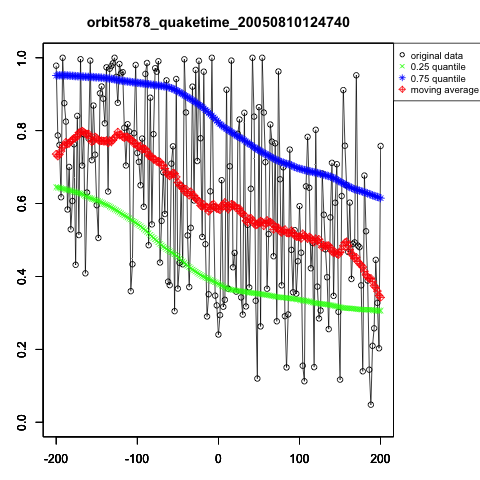 orbit5878_quaketime_20050810124740
original data
0.25 quantile
0.75 quantile
moving average
1.0
0.8
0.6
0.4
0.2
0.0
-200 -100 0 100 200